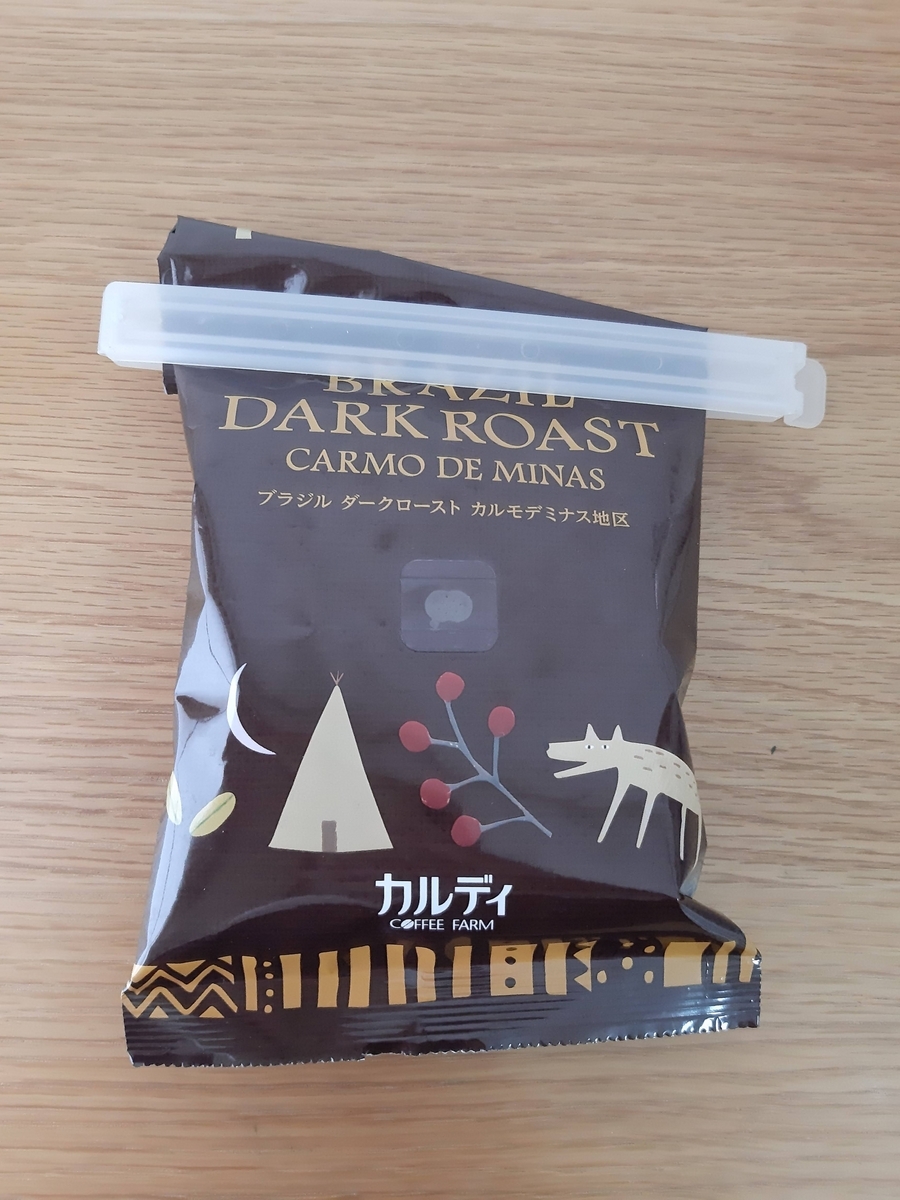 BRAZIL
DARK ROAST
CARMO DE MINAS
ブラジル ダークロースト カルモデミナス地区
カルディ
COFFEE FARM